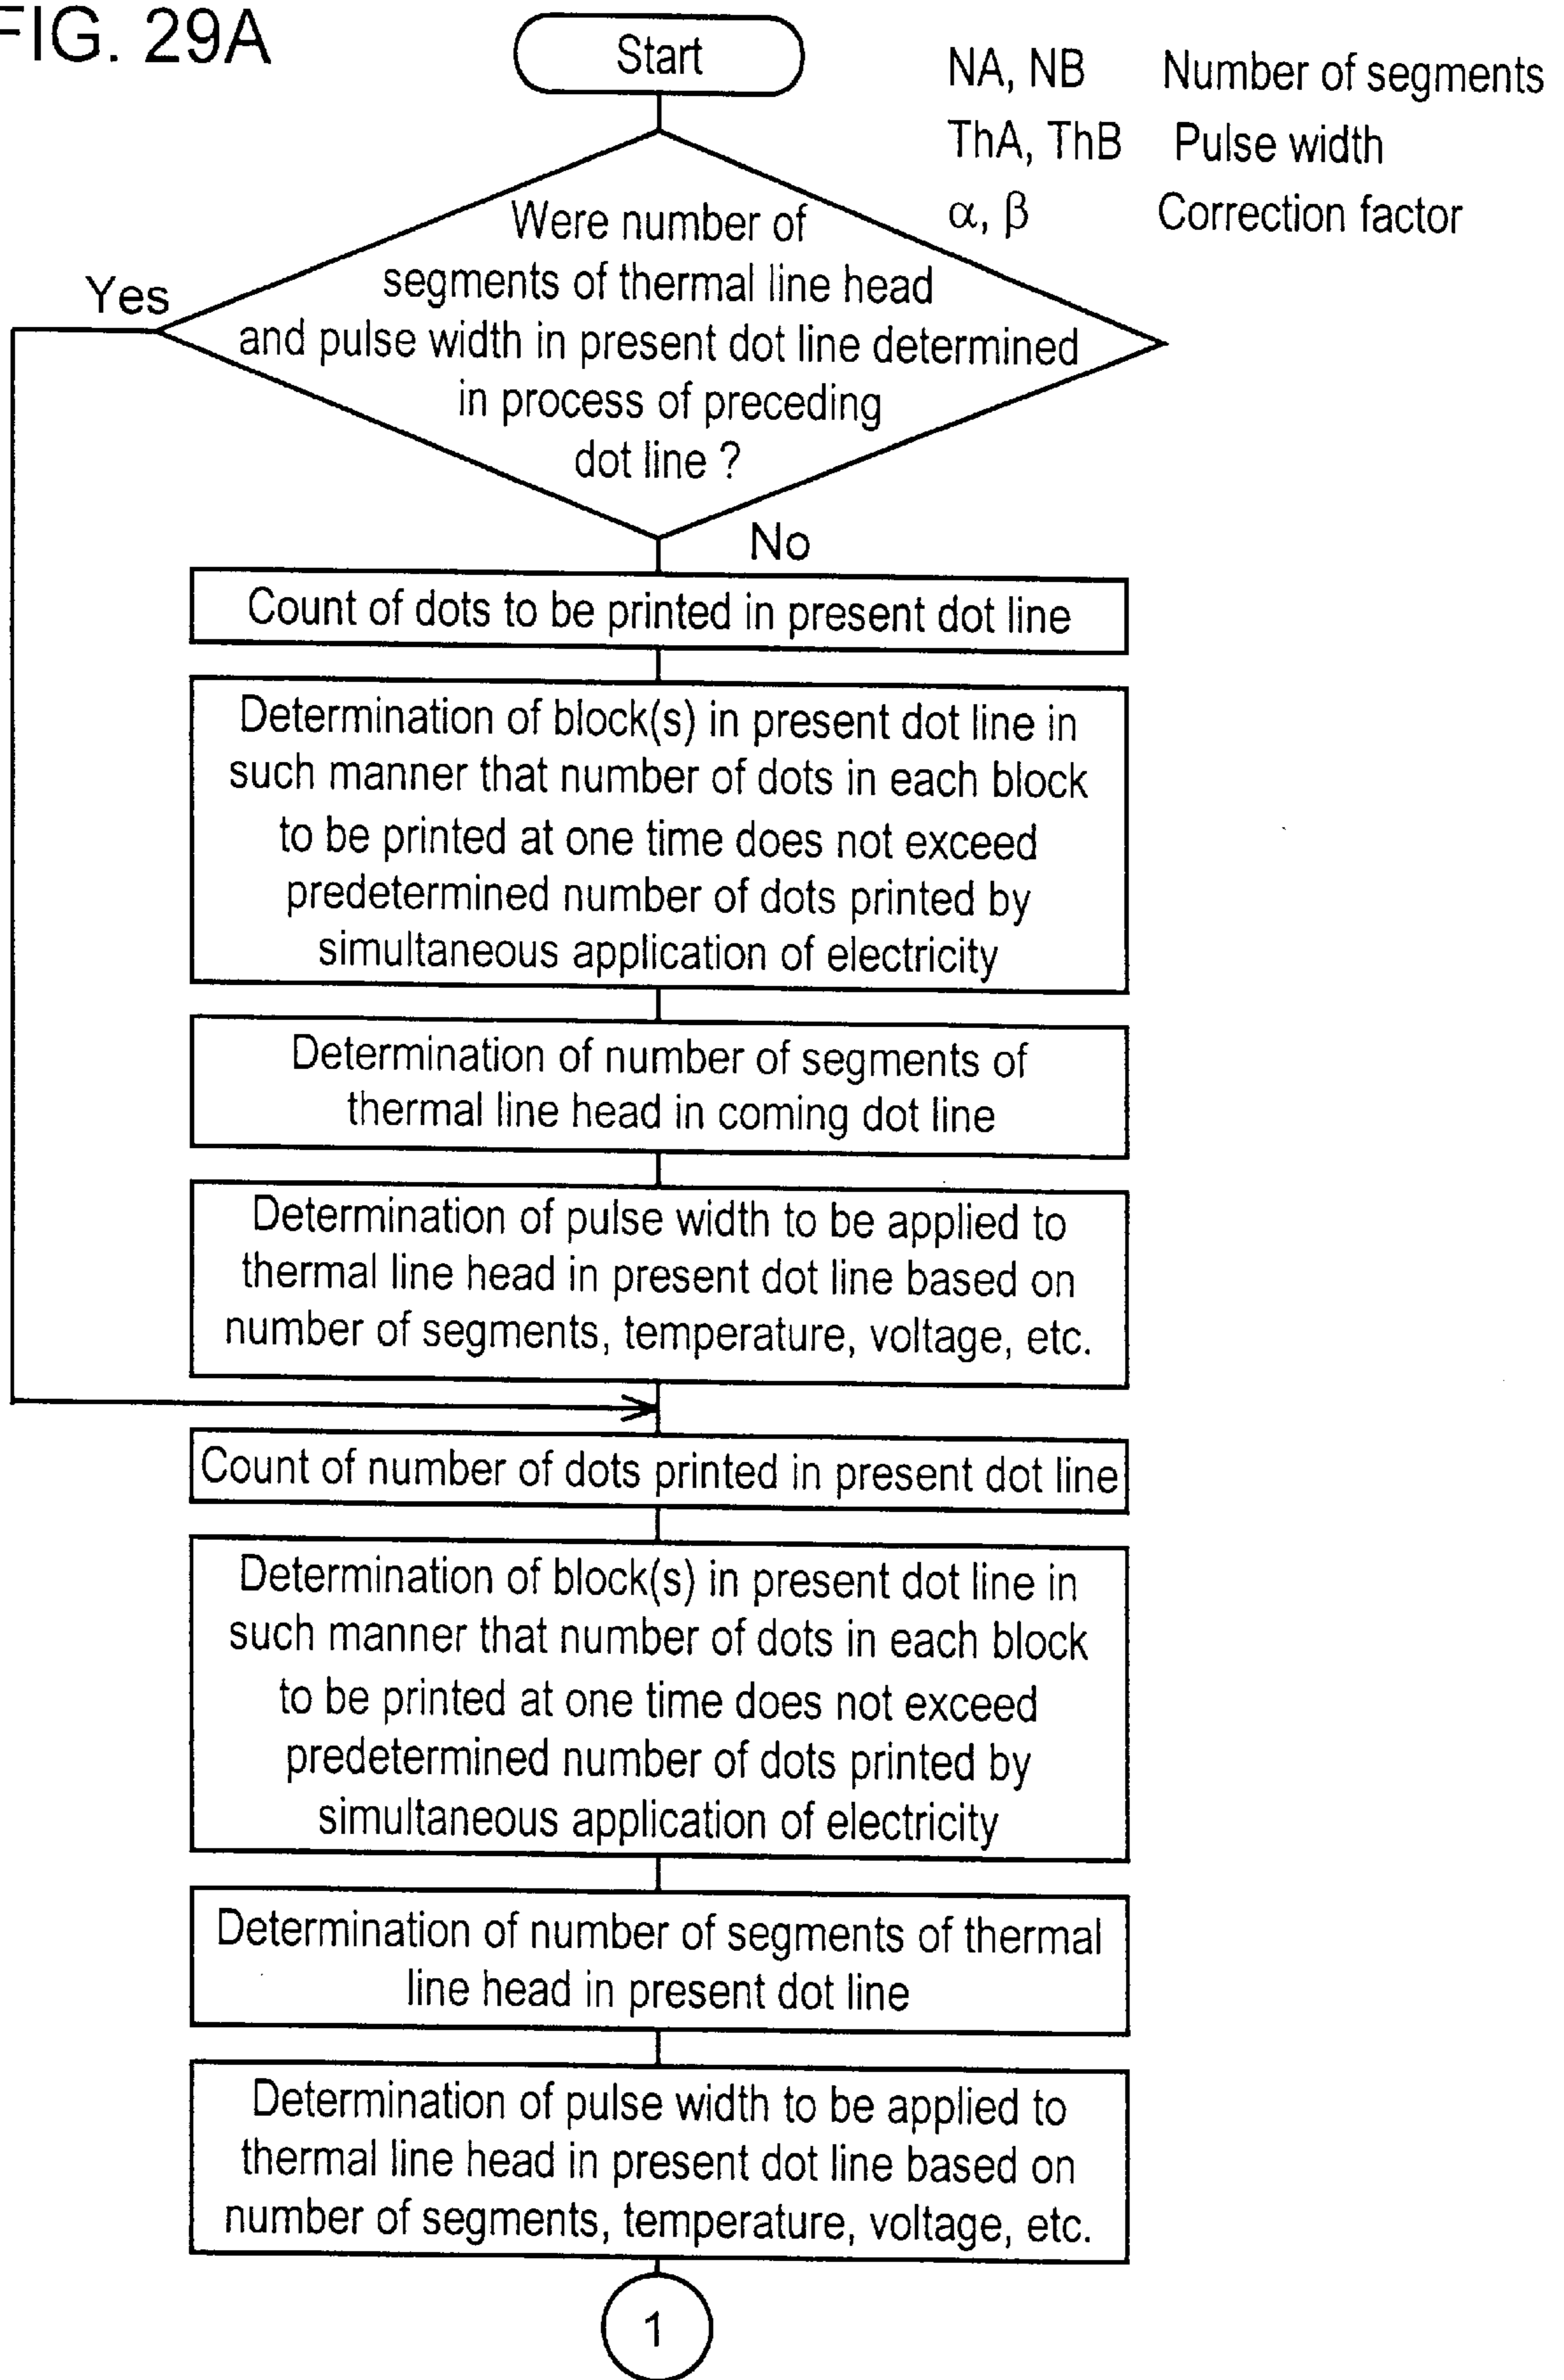 FIG. 29A
Start
NA, NB Number of segments
ThA, ThB Pulse width
α, β Correction factor
Were number of
segments of thermal line head
and pulse width in present dot line determined
in process of preceding
dot line ?
Yes
No
Count of dots to be printed in present dot line
Determination of block(s) in present dot line in
such manner that number of dots in each block
to be printed at one time does not exceed
predetermined number of dots printed by
simultaneous application of electricity
Determination of number of segments of
thermal line head in coming dot line
Determination of pulse width to be applied to
thermal line head in present dot line based on
number of segments, temperature, voltage, etc.
Count of number of dots printed in present dot line
Determination of block(s) in present dot line in
such manner that number of dots in each block
to be printed at one time does not exceed
predetermined number of dots printed by
simultaneous application of electricity
Determination of number of segments of thermal
line head in present dot line
Determination of pulse width to be applied to
thermal line head in present dot line based on
number of segments, temperature, voltage, etc.
1